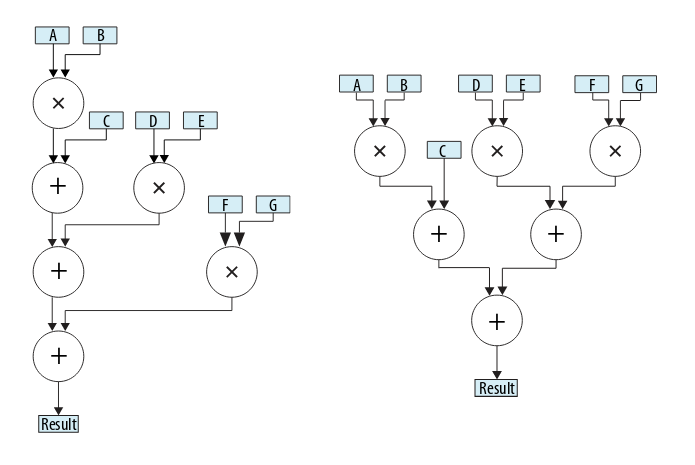 A B
×
C D E
+ ×
F G
+ ×
+
Result
A B D E F G
× C × ×
+ +
+
Result